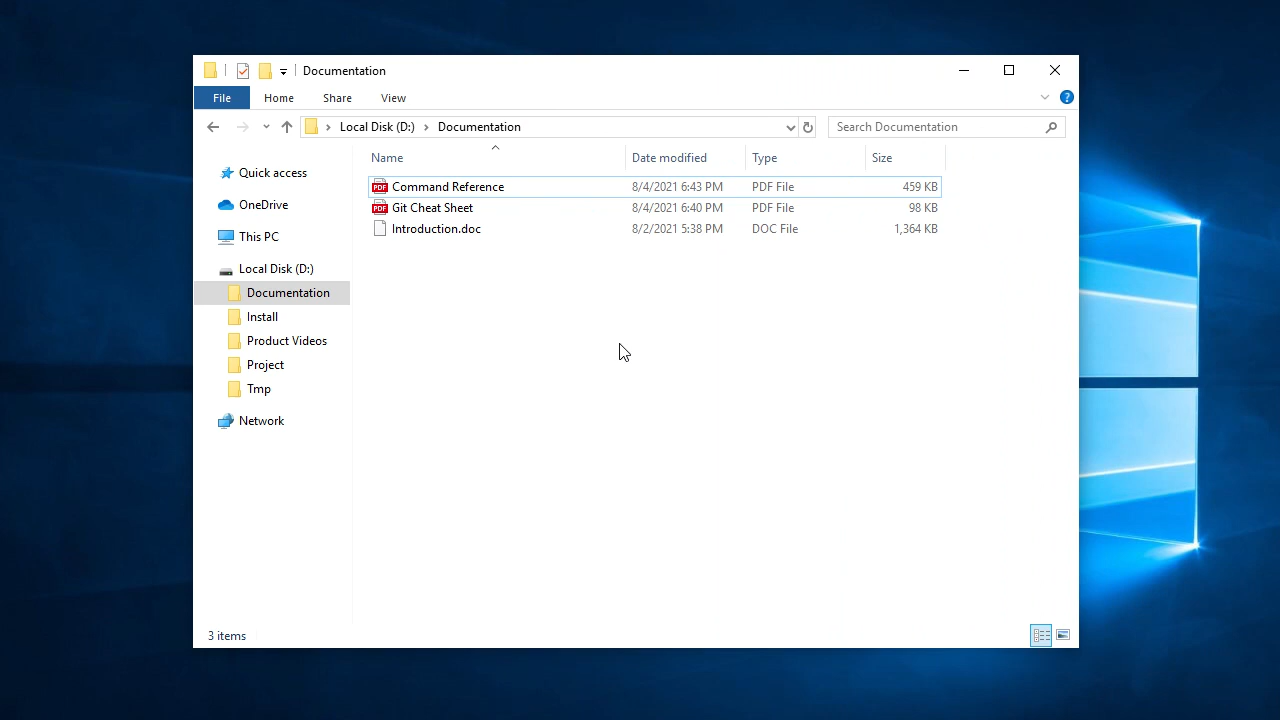 Documentation
File Home Share View
Local Disk (D:) Documentation Search Documentation
Name Date modified Type Size
Quick access
OneDrive
This PC
Local Disk (D:)
Documentation
Install
Product Videos
Project
Tmp
Network
PDF Command Reference 8/4/2021 6:43 PM PDF File 459 KB
PDF Git Cheat Sheet 8/4/2021 6:40 PM PDF File 98 KB
Introduction.doc 8/2/2021 5:38 PM DOC File 1,364 KB
3 items